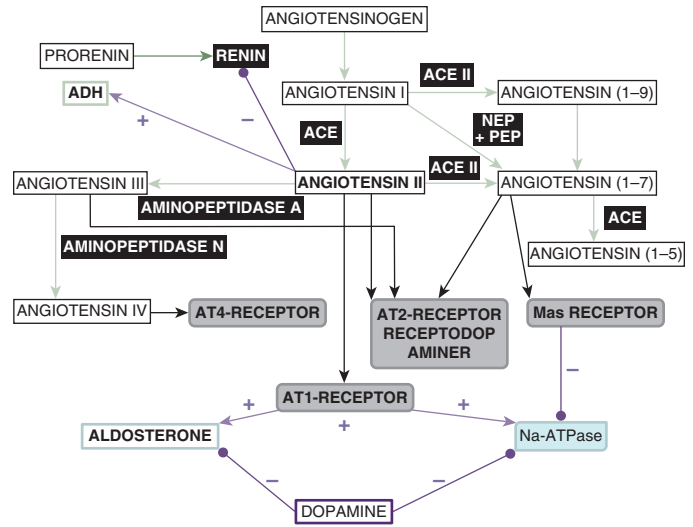 ANGIOTENSINOGEN
PRORENIN
RENIN
ADH
ANGIOTENSIN I
ACE II
ANGIOTENSIN (1–9)
+
–
ACE
NEP
+ PEP
ANGIOTENSIN III
ANGIOTENSIN II
ACE II
ANGIOTENSIN (1–7)
AMINOPEPTIDASE A
ACE
AMINOPEPTIDASE N
ANGIOTENSIN (1–5)
ANGIOTENSIN IV
AT4-RECEPTOR
AT2-RECEPTOR
RECEPTODOP
AMINER
Mas RECEPTOR
–
AT1-RECEPTOR
+
+
+
ALDOSTERONE
Na-ATPase
–
–
DOPAMINE